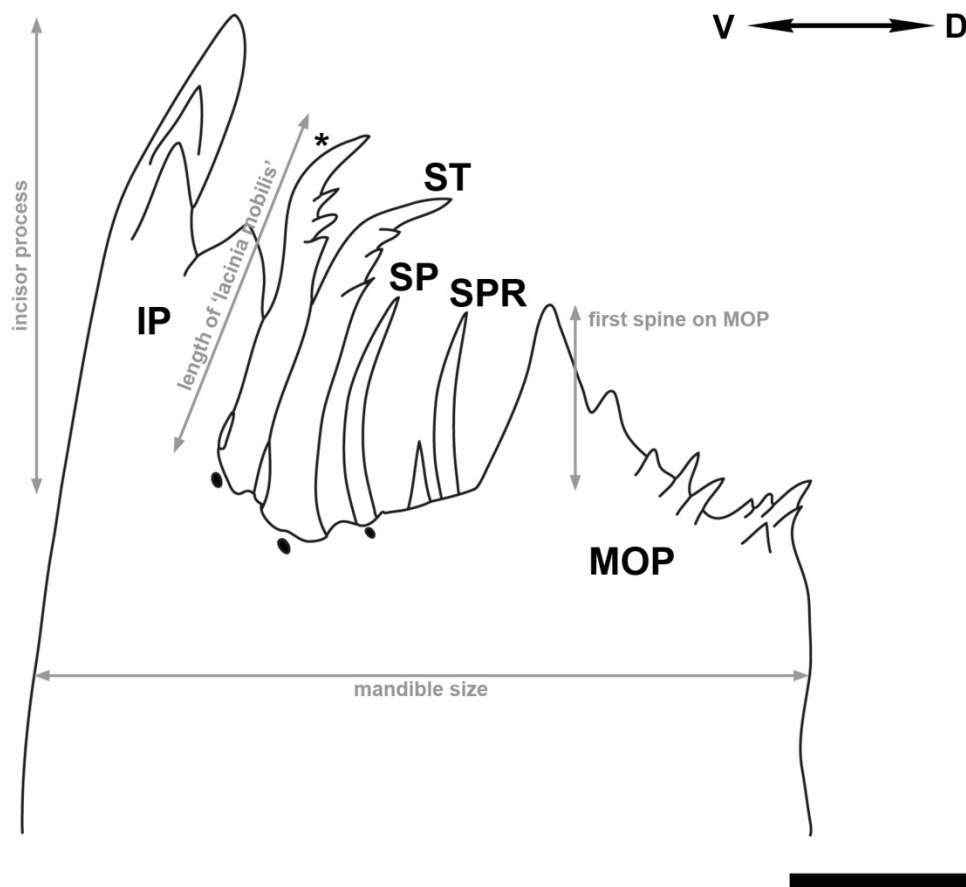 V D
*
ST
incisor process
length of 'lacinia mobilis'
SP
SPR
IP
first spine on MOP
MOP
mandible size